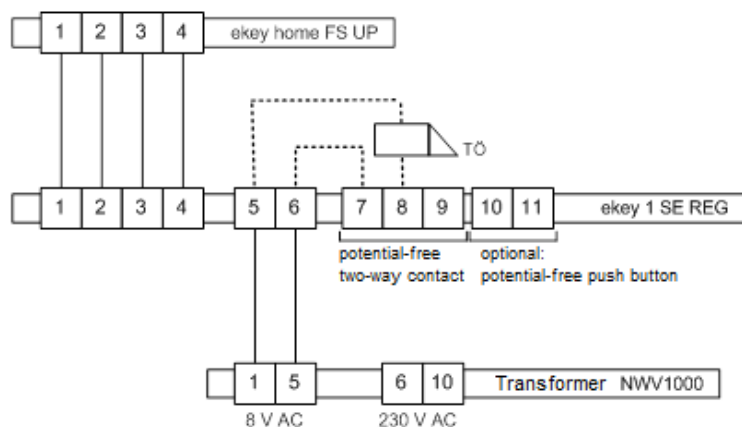 1 2 3 4 ekey home FS UP
TÖ
1 2 3 4 5 6 7 8 9 10 11 ekey 1 SE REG
potential-free optional:
two-way contact potential-free push button
1 5 6 10 Transformer NWV1000
8 V AC 230 V AC